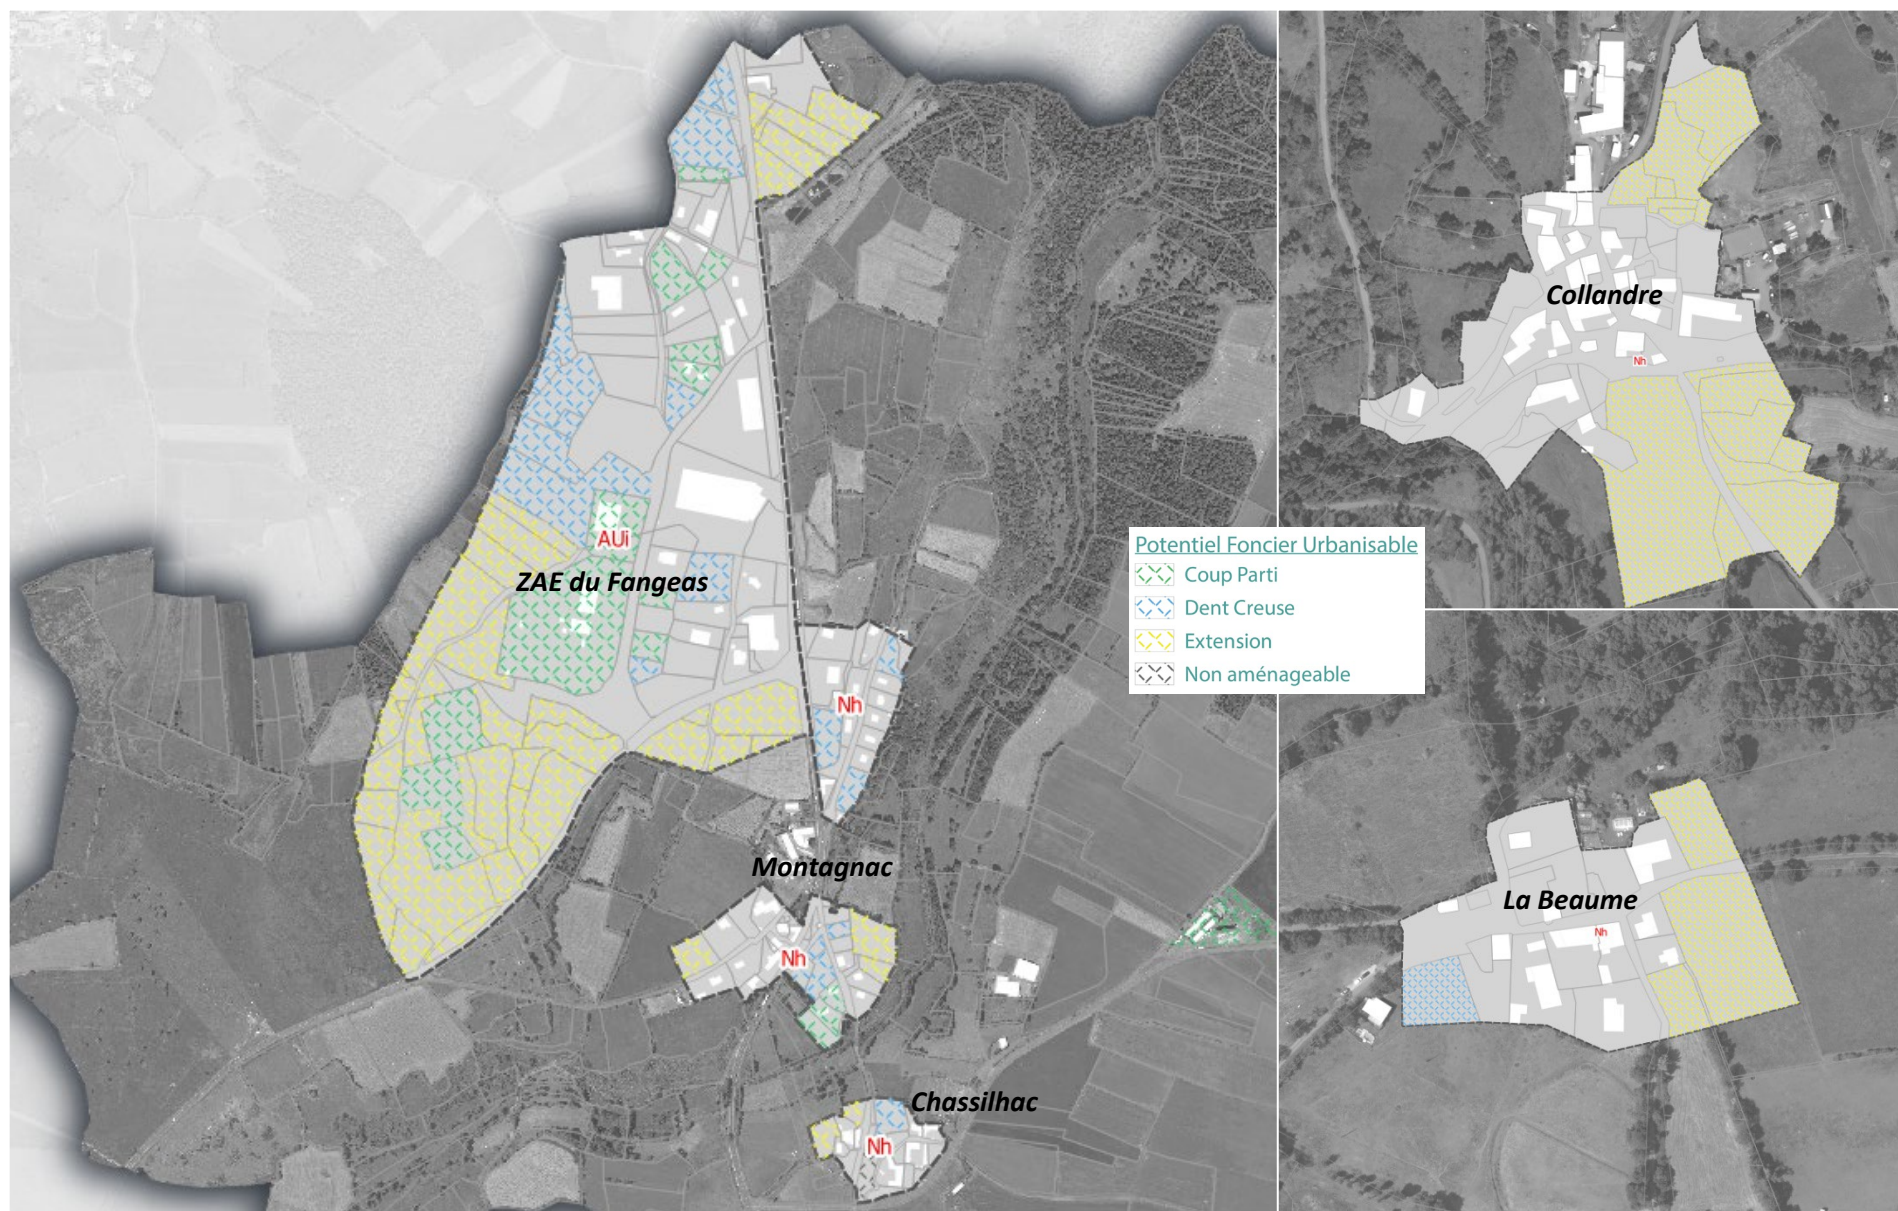 Collandre
Nh
Potentiel Foncier Urbanisable
Coup Parti
Dent Creuse
Extension
Non aménageable
AUi
ZAE du Fangeas
Nh
Montagnac
Nh
Chassilhac
Nh
La Beaume
Nh